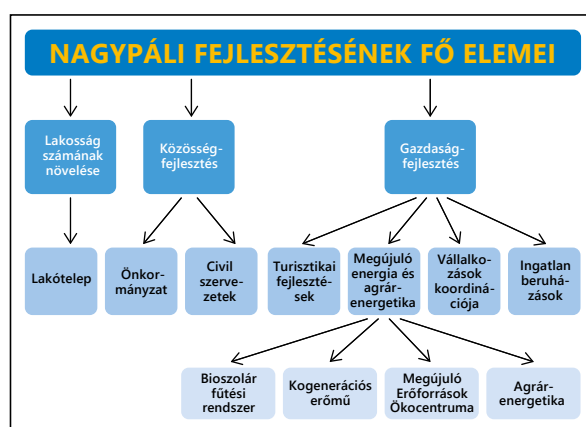 NAGYPÁLI FEJLESZTÉSÉNEK FŐ ELEMEI
Lakosság
számának
növelése
Közösség-
fejlesztés
Gazdaság-
fejlesztés
Lakótelep
Önkor-
mányzat
Civil
szerve-
zetek
Turisztikai
fejleszté-
sek
Megújuló
energia és
agrár-
energetika
Vállalko-
zások
koordiná-
ciója
Ingatlan
beruhá-
zások
Bioszolár
fűtési
rendszer
Kogenerációs
erőmű
Megújuló
Erőforrások
Ökocentruma
Agrár-
energetika